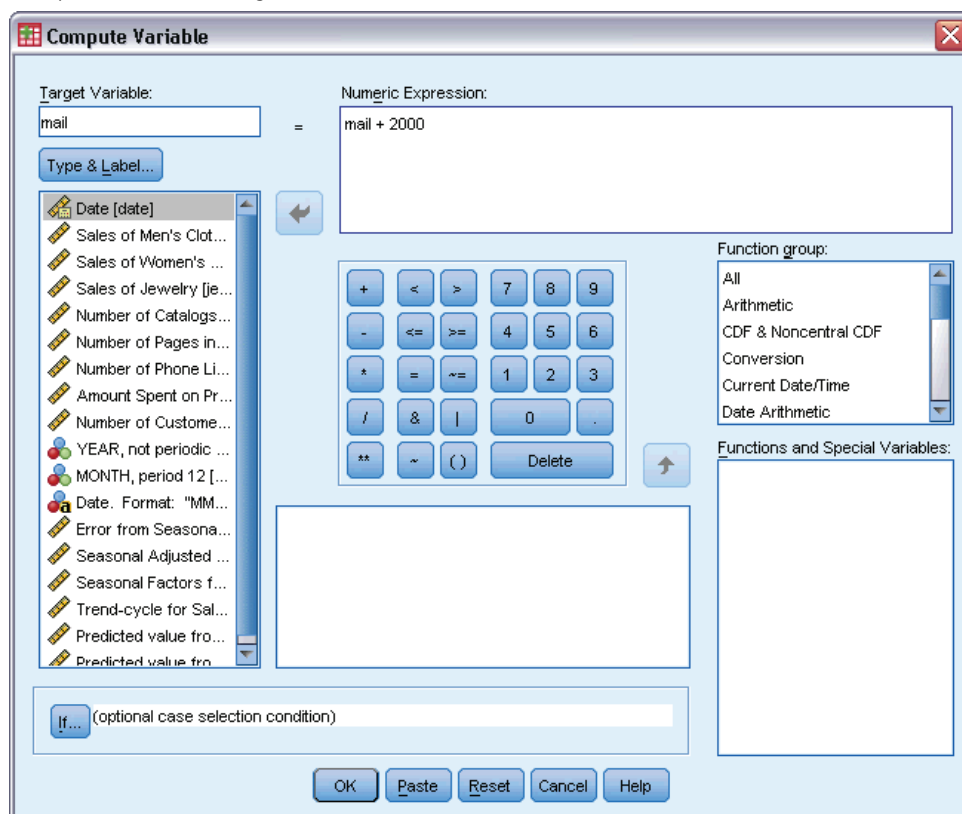 Compute Variable
Target Variable:
mail
=
Numeric Expression:
mail + 2000
Type & Label...
Date [date]
Sales of Men's Clot...
Sales of Women's ...
Sales of Jewelry [je...
Number of Catalogs...
Number of Pages in...
Number of Phone Li...
Amount Spent on Pr...
Number of Custome...
YEAR, not periodic ...
MONTH, period 12 [...
a Date. Format: "MM...
Error from Seasona...
Seasonal Adjusted ...
Seasonal Factors f...
Trend-cycle for Sal...
Predicted value fro...
Predicted value fro
+ < > 7 8 9
- <= >= 4 5 6
* = ~= 1 2 3
/ & | 0 .
** ~ ( ) Delete
Function group:
All
Arithmetic
CDF & Noncentral CDF
Conversion
Current Date/Time
Date Arithmetic
Functions and Special Variables:
If... (optional case selection condition)
OK Paste Reset Cancel Help